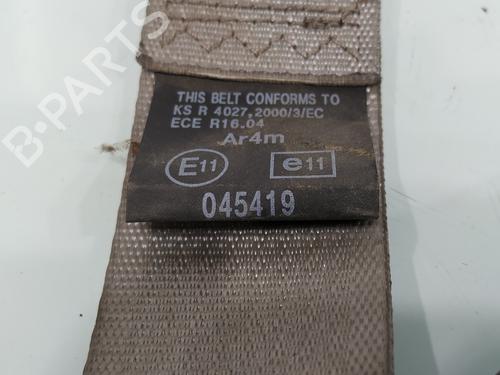 B-PARTS
THIS BELT CONFORMS TO
KS R 4027,2000/3/EC
ECE R16.04
Ar4m
E11 e11
045419